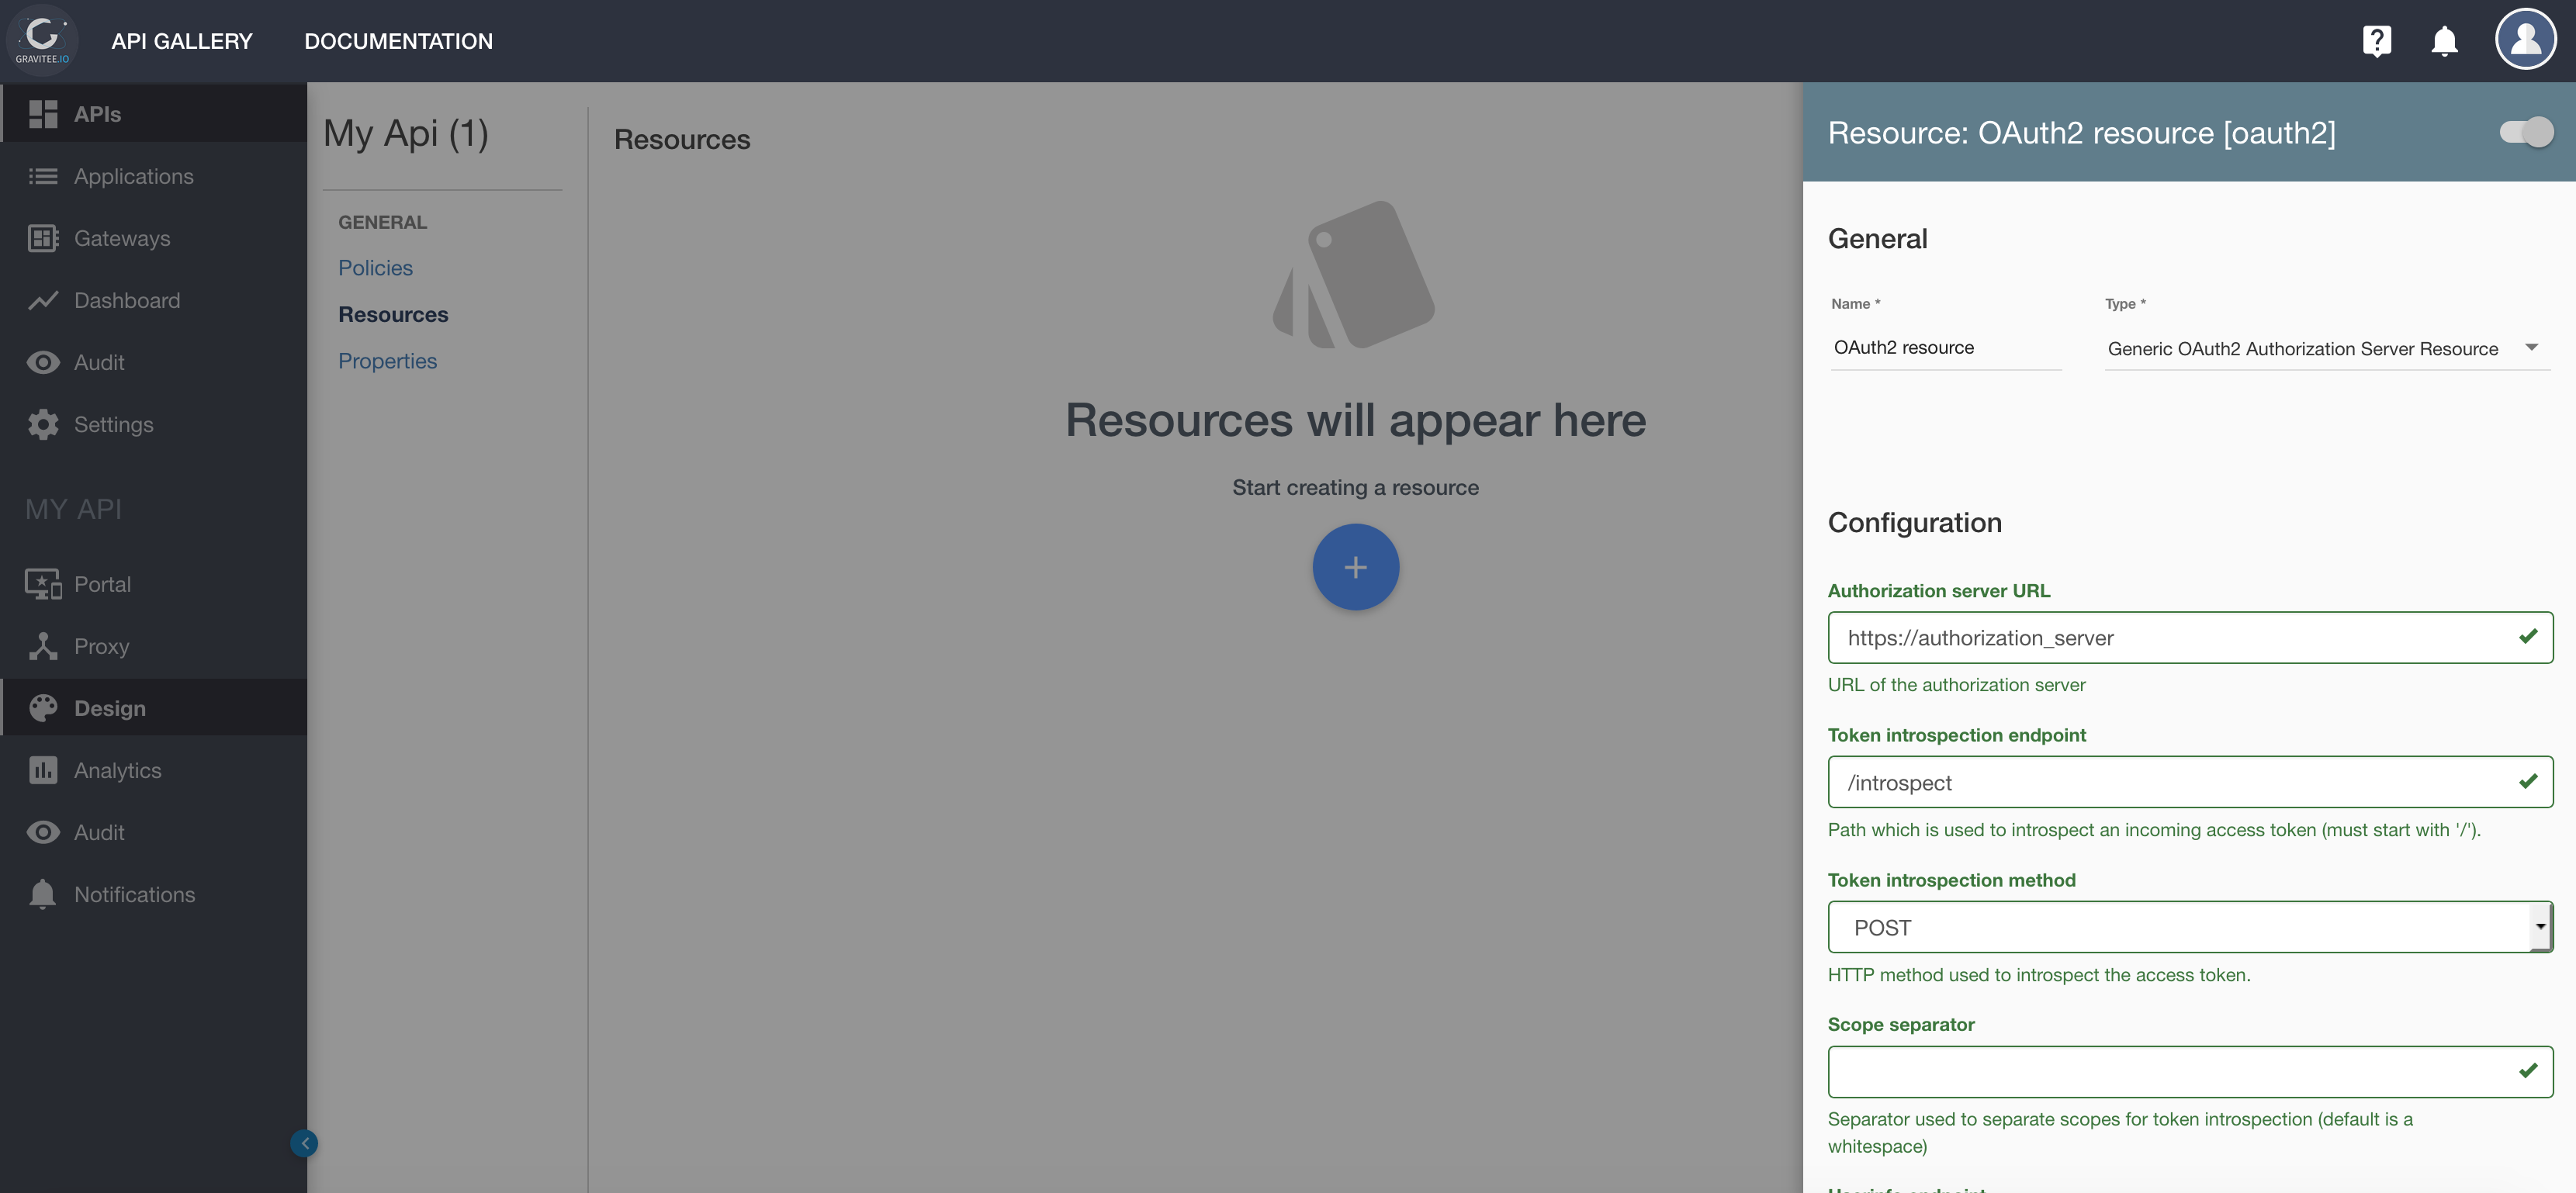 GRAVITEE.IO
API GALLERY
DOCUMENTATION
APIs
Applications
Gateways
Dashboard
Audit
Settings
MY API
Portal
Proxy
Design
Analytics
Audit
Notifications
My Api (1)
GENERAL
Policies
Resources
Properties
Resources
Resources will appear here
Start creating a resource
Resource: OAuth2 resource [oauth2]
General
Name *
OAuth2 resource
Type *
Generic OAuth2 Authorization Server Resource
Configuration
Authorization server URL
https://authorization_server
URL of the authorization server
Token introspection endpoint
/introspect
Path which is used to introspect an incoming access token (must start with '/').
Token introspection method
POST
HTTP method used to introspect the access token.
Scope separator
Separator used to separate scopes for token introspection (default is a
whitespace)